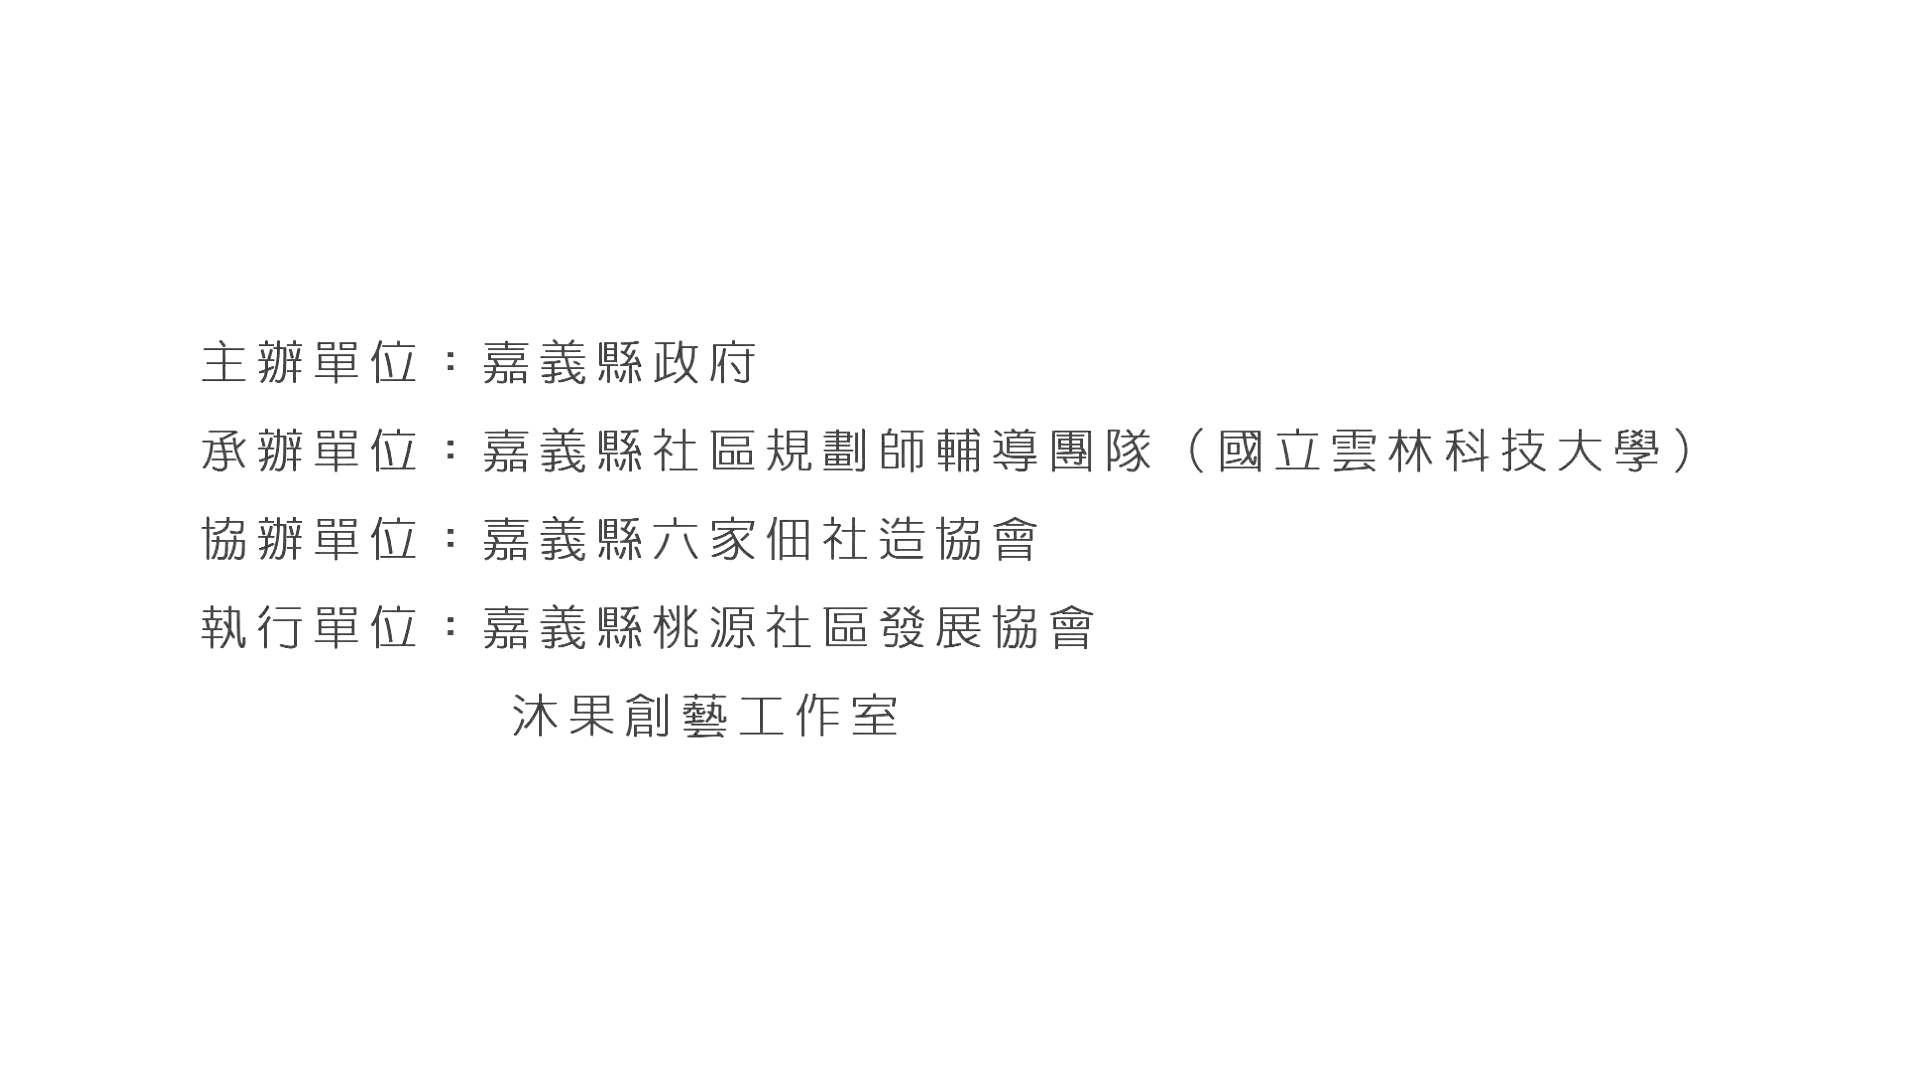 主辦單位：嘉義縣政府
承辦單位：嘉義縣社區規劃師輔導團隊（國立雲林科技大學）
協辦單位：嘉義縣六家佃社造協會
執行單位：嘉義縣桃源社區發展協會
沐果創藝工作室